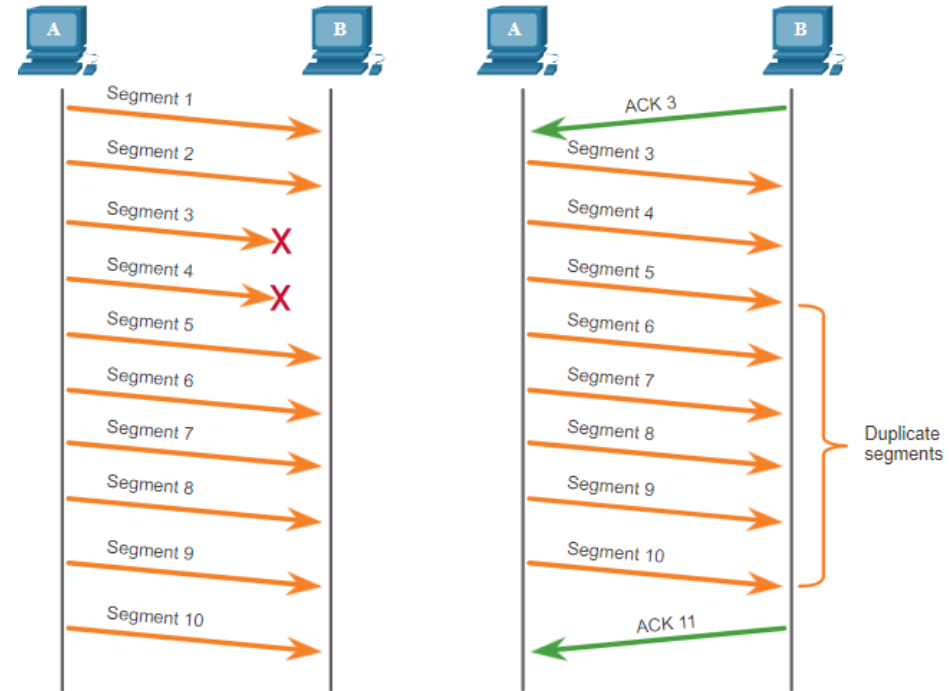 A
B
Segment 1
Segment 2
Segment 3
X
Segment 4
X
Segment 5
Segment 6
Segment 7
Segment 8
Segment 9
Segment 10
A
B
ACK 3
Segment 3
Segment 4
Segment 5
Segment 6
Segment 7
Segment 8
Segment 9
Segment 10
ACK 11
Duplicate
segments